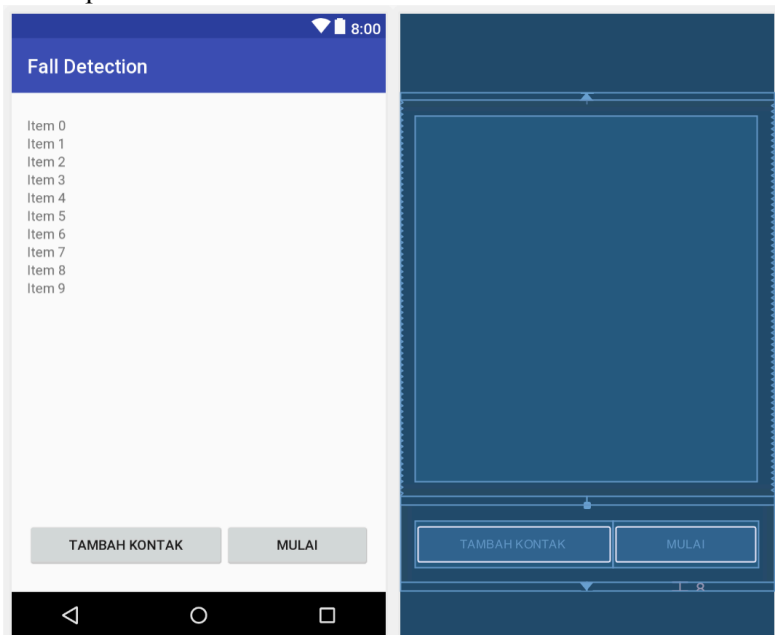 8:00
Fall Detection
Item 0
Item 1
Item 2
Item 3
Item 4
Item 5
Item 6
Item 7
Item 8
Item 9
TAMBAH KONTAK MULAI
TAMBAH KONTAK MULAI
8